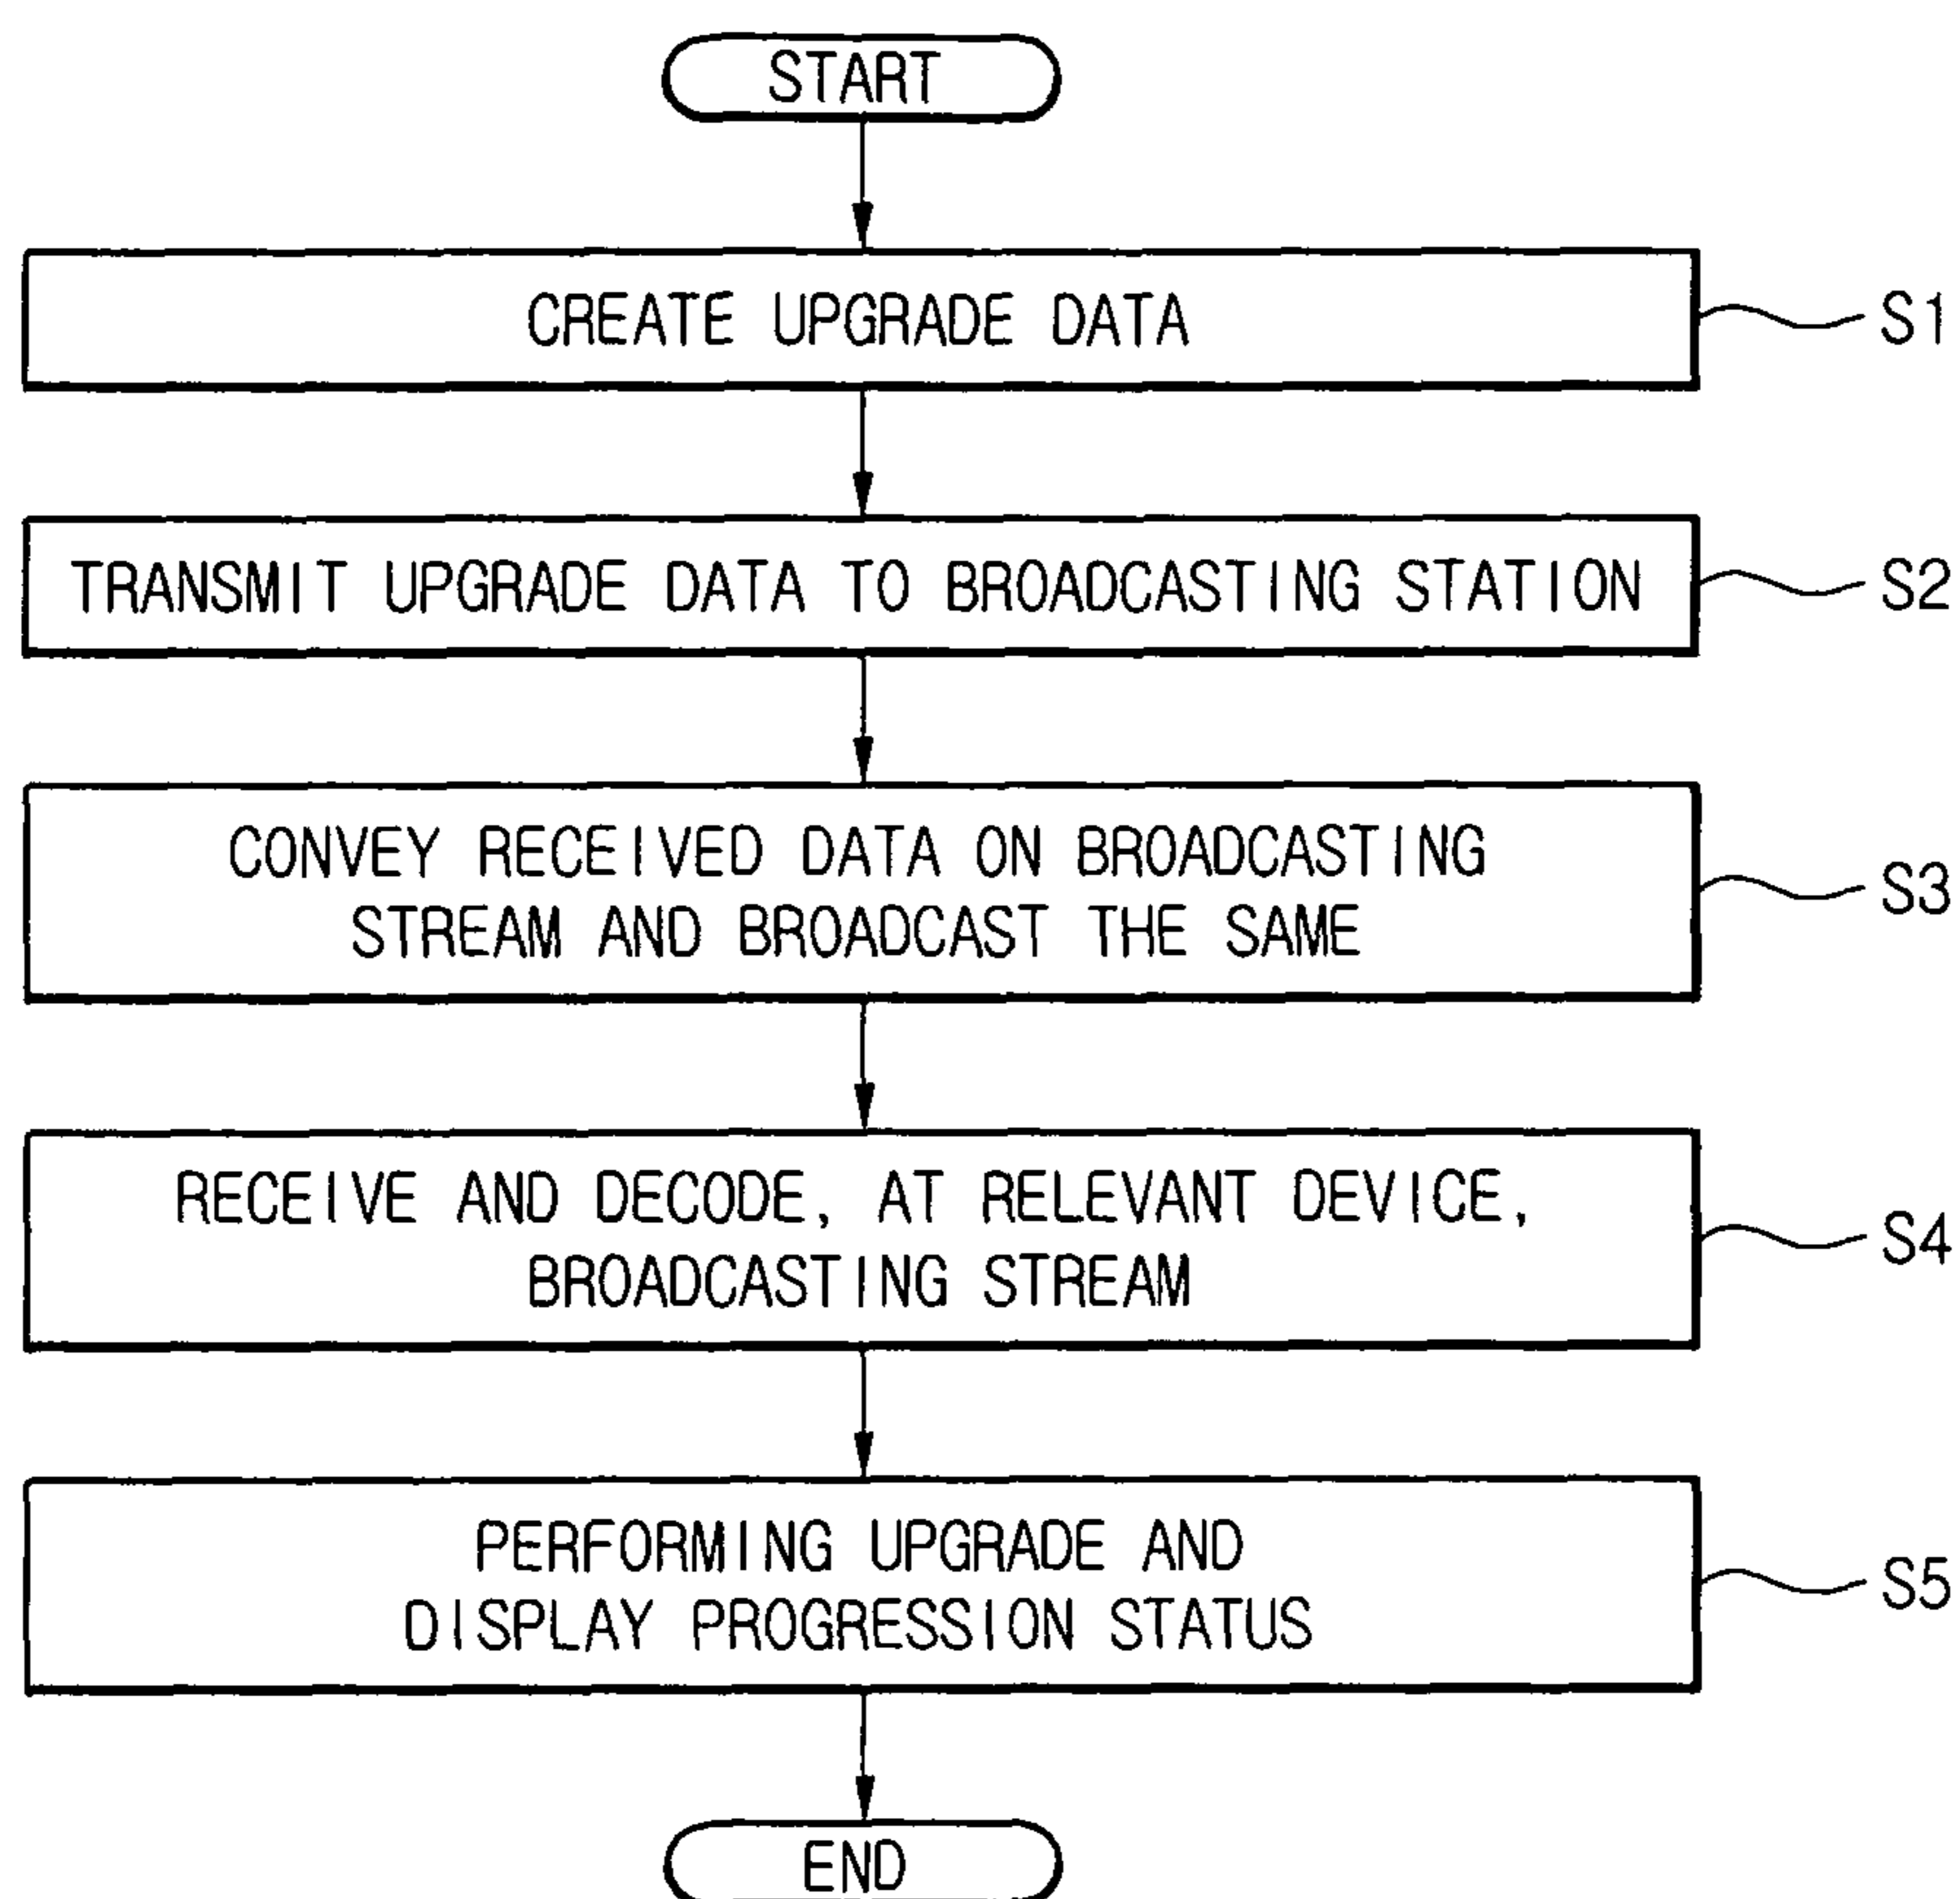 START
CREATE UPGRADE DATA
S1
TRANSMIT UPGRADE DATA TO BROADCASTING STATION
S2
CONVEY RECEIVED DATA ON BROADCASTING
STREAM AND BROADCAST THE SAME
S3
RECEIVE AND DECODE, AT RELEVANT DEVICE,
BROADCASTING STREAM
S4
PERFORMING UPGRADE AND
DISPLAY PROGRESSION STATUS
S5
END